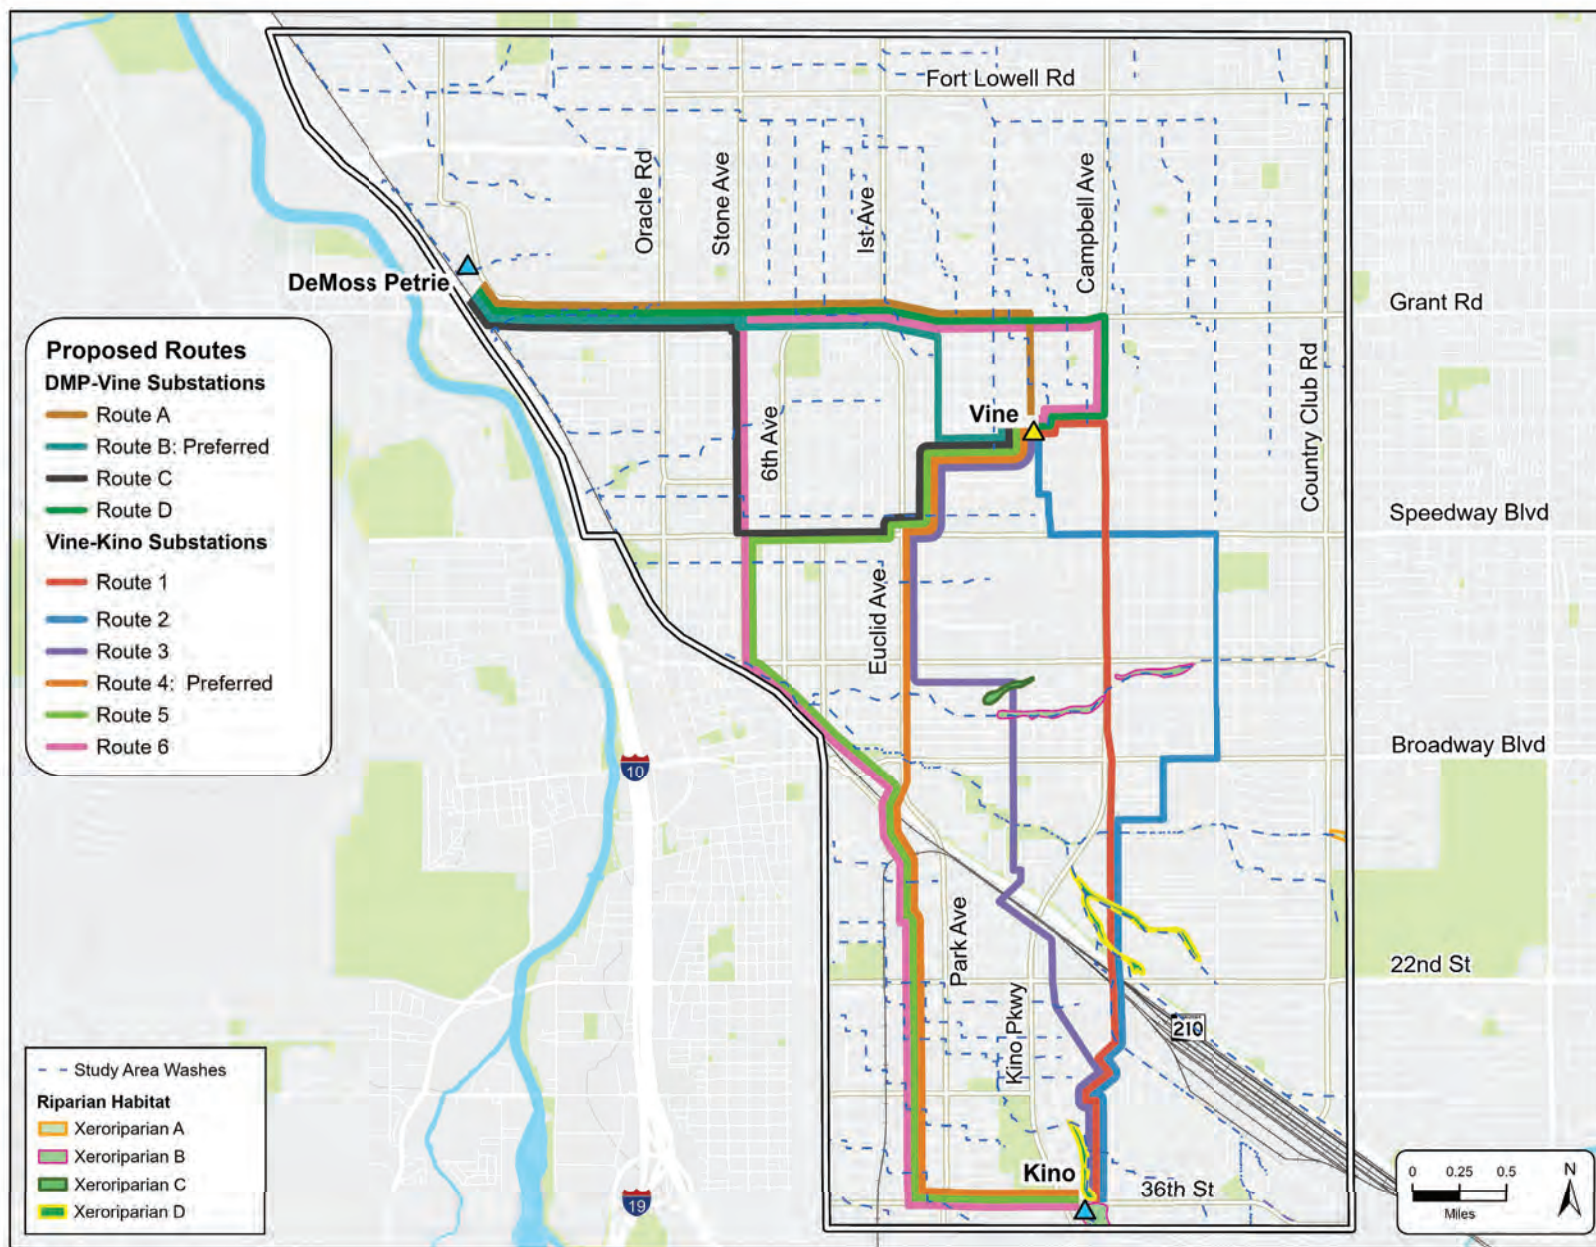 Fort Lowell Rd
Oracle Rd
Stone Ave
Ist Ave
Campbell Ave
DeMoss Petrie
Grant Rd
Country Club Rd
Proposed Routes
DMP-Vine Substations
Route A
Route B: Preferred
Route C
Route D
Vine-Kino Substations
Route 1
Route 2
Route 3
Route 4: Preferred
Route 5
Route 6
Vine
6th Ave
Speedway Blvd
Euclid Ave
Broadway Blvd
10
Park Ave
22nd St
Kino Pkwy
210
Study Area Washes
Riparian Habitat
Xeroriparian A
Xeroriparian B
Xeroriparian C
Xeroriparian D
Kino
36th St
19
0 0.25 0.5
Miles
N